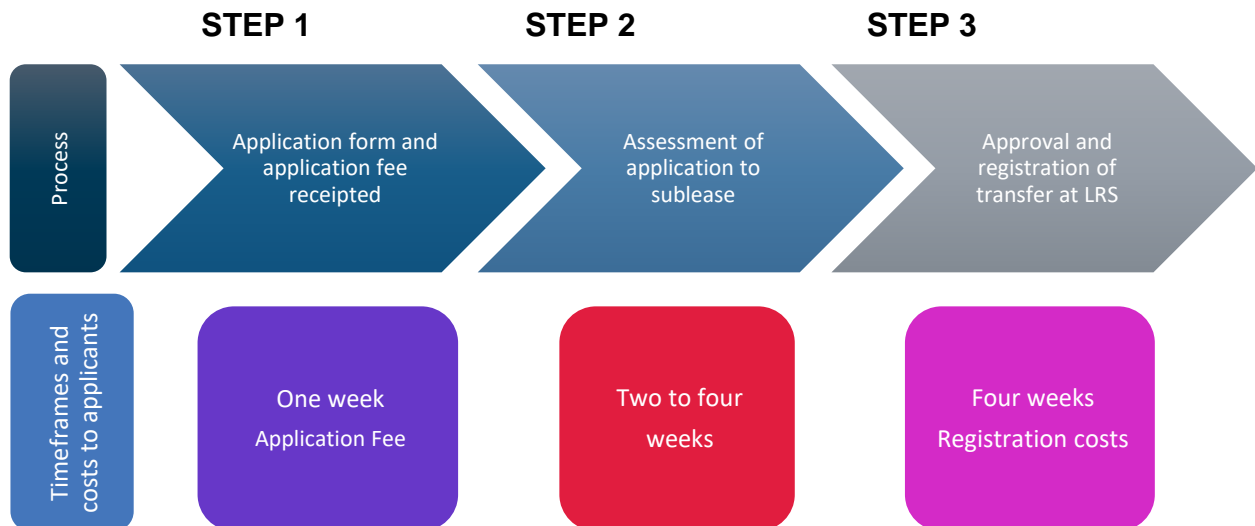 STEP 1
STEP 2
STEP 3
Process
Application form and
application fee
receipted
Assessment of
application to
sublease
Approval and
registration of
transfer at LRS
Timeframes and
costs to applicants
One week
Application Fee
Two to four
weeks
Four weeks
Registration costs